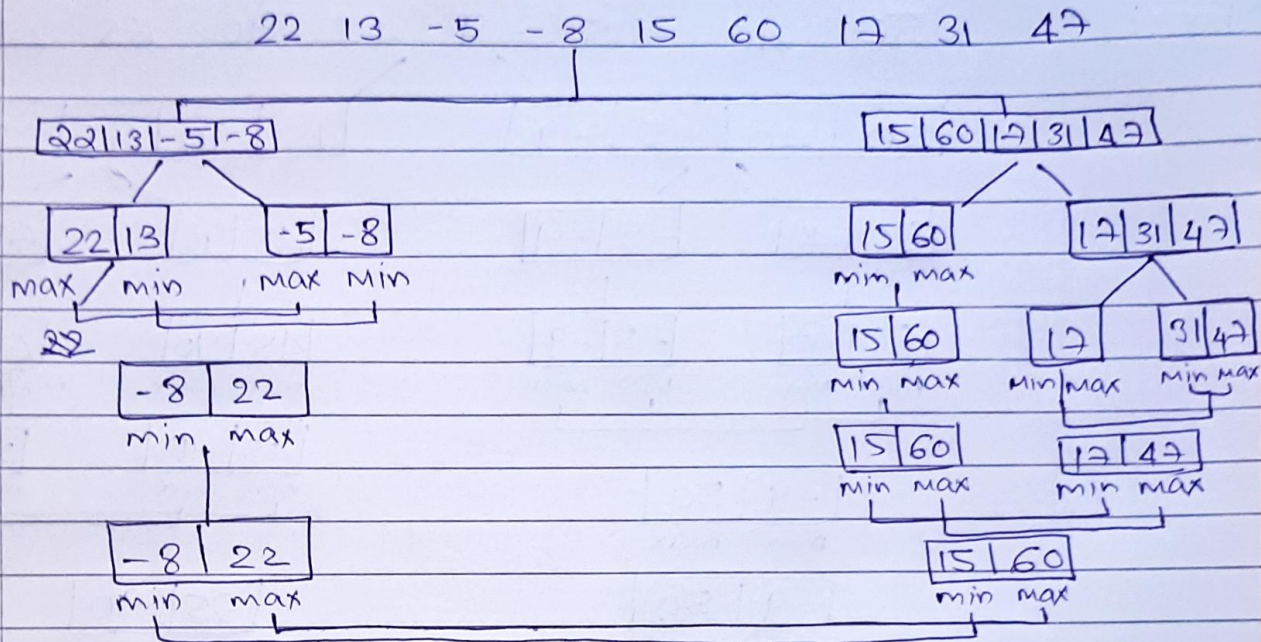 22 13 -5 -8 15 60 17 31 47
22 13 -5 -8 15 60 17 31 47
22 13 -5 -8 15 60 17 31 47
max min max Min min max
22 15 60 17 31 47
min max min max min max
-8 22
min max 15 60 17 47
min max min max
-8 22 15 60
min max min max